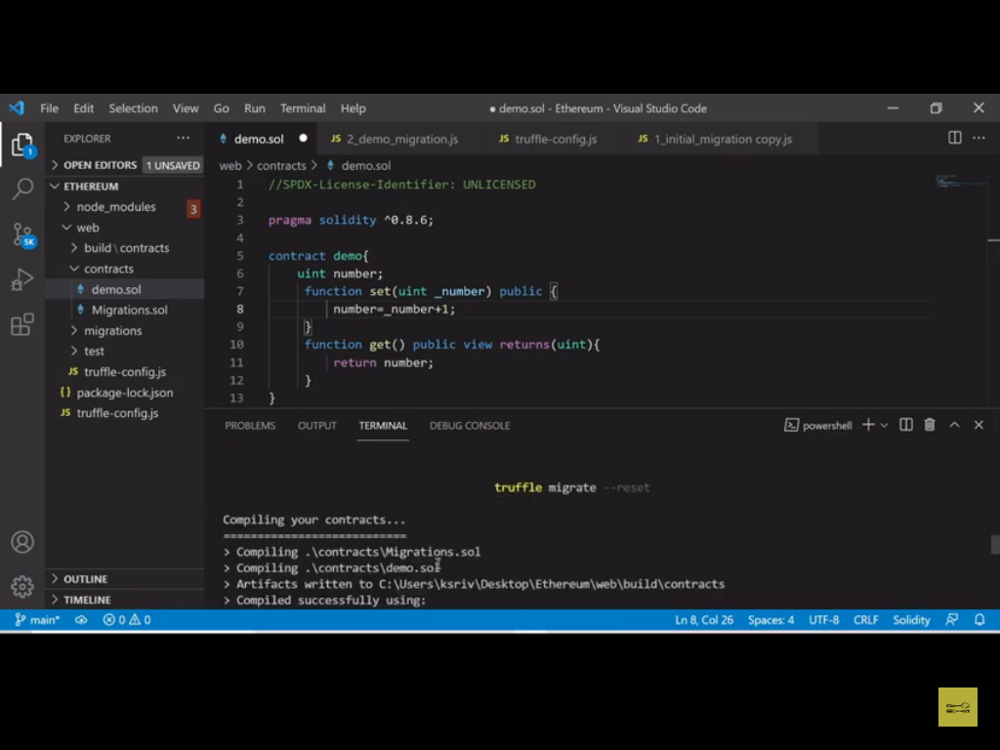 File Edit Selection View Go Run Terminal Help ● demo.sol - Ethereum - Visual Studio Code
EXPLORER
OPEN EDITORS 1 UNSAVED
ETHEREUM
node_modules 3
web
build \ contracts
contracts
demo.sol
Migrations.sol
migrations
test
JS truffle-config.js
{} package-lock.json
JS truffle-config.js
OUTLINE
TIMELINE
1
5K
demo.sol ● JS 2_demo_migration.js JS truffle-config.js JS 1_initial_migration copy.js
web > contracts > demo.sol
1 //SPDX-License-Identifier: UNLICENSED
2
3 pragma solidity ^0.8.6;
4
5 contract demo{
6 uint number;
7 function set(uint _number) public {
8 number=_number+1;
9 }
10 function get() public view returns(uint){
11 return number;
12 }
13 }
PROBLEMS OUTPUT TERMINAL DEBUG CONSOLE powershell
truffle migrate --reset
Compiling your contracts...
===========================
> Compiling .\contracts\Migrations.sol
> Compiling .\contracts\demo.sol
> Artifacts written to C:\Users\ksriv\Desktop\Ethereum\web\build\contracts
> Compiled successfully using:
main* 0 0 Ln 8, Col 26 Spaces: 4 UTF-8 CRLF Solidity